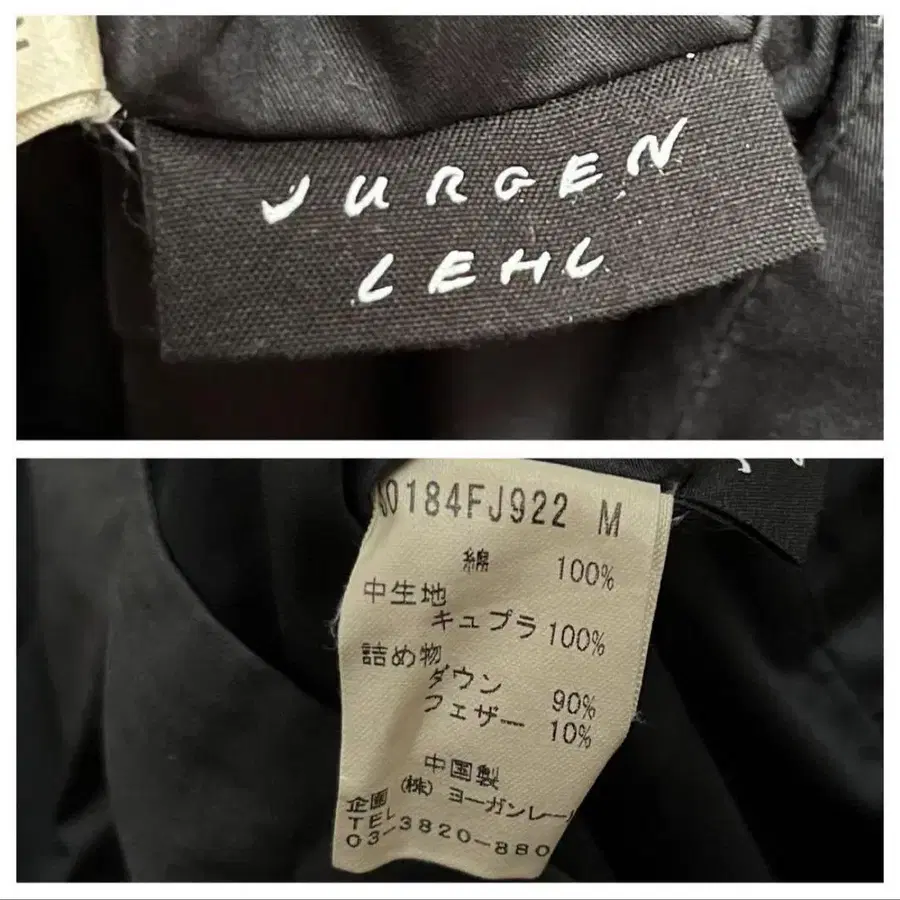 JURGEN
LEHL
0184FJ922 M
綿 100%
中生地
キュプラ 100%
詰め物
ダウン 90%
フェザー 10%
中国製
企画 (株) ヨーガンレール
TEL
03-3820-880